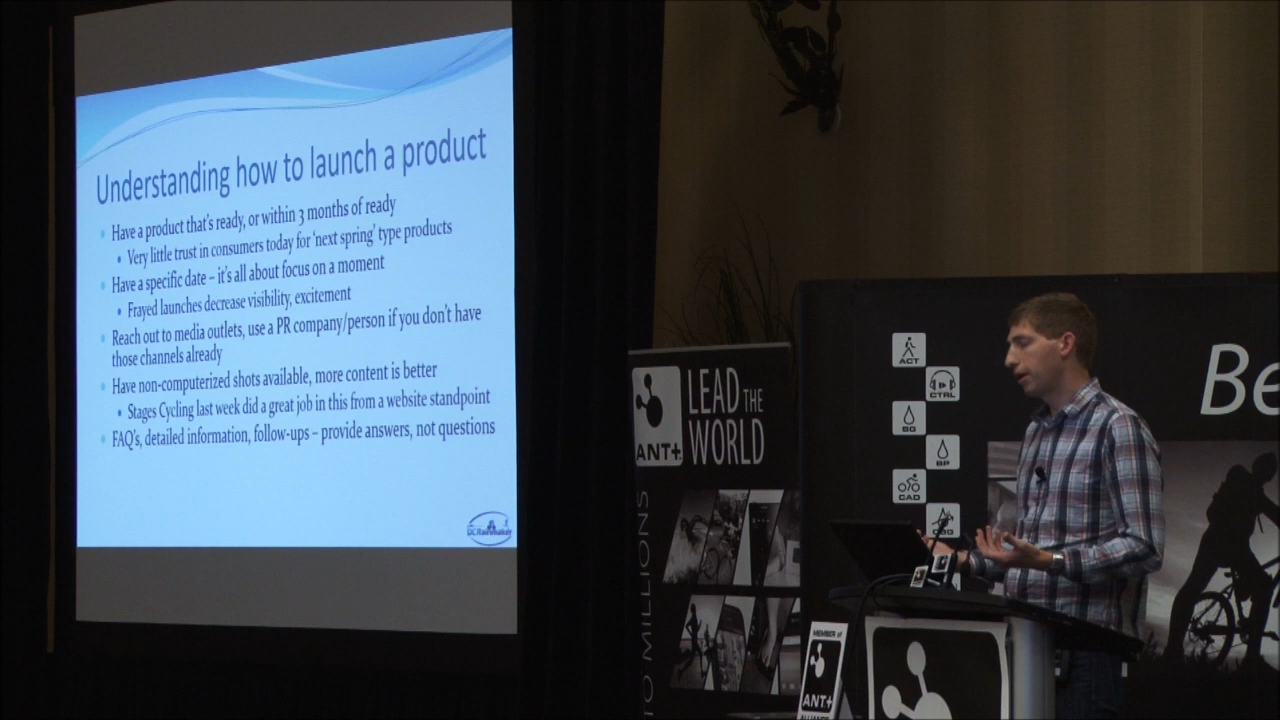 Understanding how to launch a product
Have a product that's ready, or within 3 months of ready
Very little trust in consumers today for 'next spring' type products
Have a specific date – it's all about focus on a moment
Frayed launches decrease visibility, excitement
Reach out to media outlets, use a PR company/person if you don't have
those channels already
Have non-computerized shots available, more content is better
Stages Cycling last week did a great job in this from a website standpoint
FAQ's, detailed information, follow-ups – provide answers, not questions
DCRainmaker
ANT+
LEAD THE
WORLD
TO MILLIONS
ACT
CTRL
BG
BP
CAD
Be
MEMBER of
ANT+
ALLIANCE